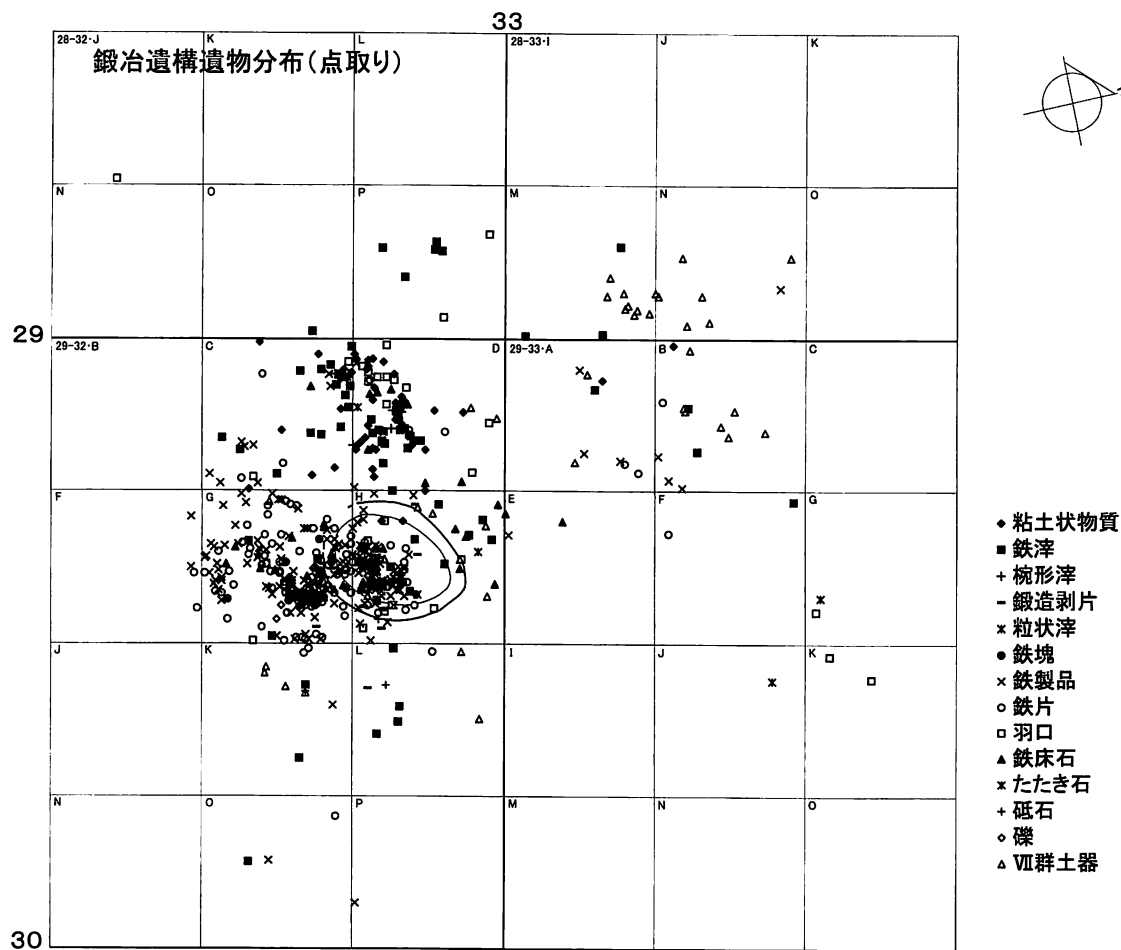 33
28-32・J
K
L
28-33・I
J
K
鍛冶遺構遺物分布(点取り)
N
O
P
M
N
O
29
29-32・B
C
D
29-33・A
B
C
F
G
H
E
F
G
J
K
L
I
J
K
N
O
P
M
N
O
30
粘土状物質
鉄滓
椀形滓
鍛造剥片
粒状滓
鉄塊
鉄製品
鉄片
羽口
鉄床石
たたき石
砥石
礫
Ⅶ群土器